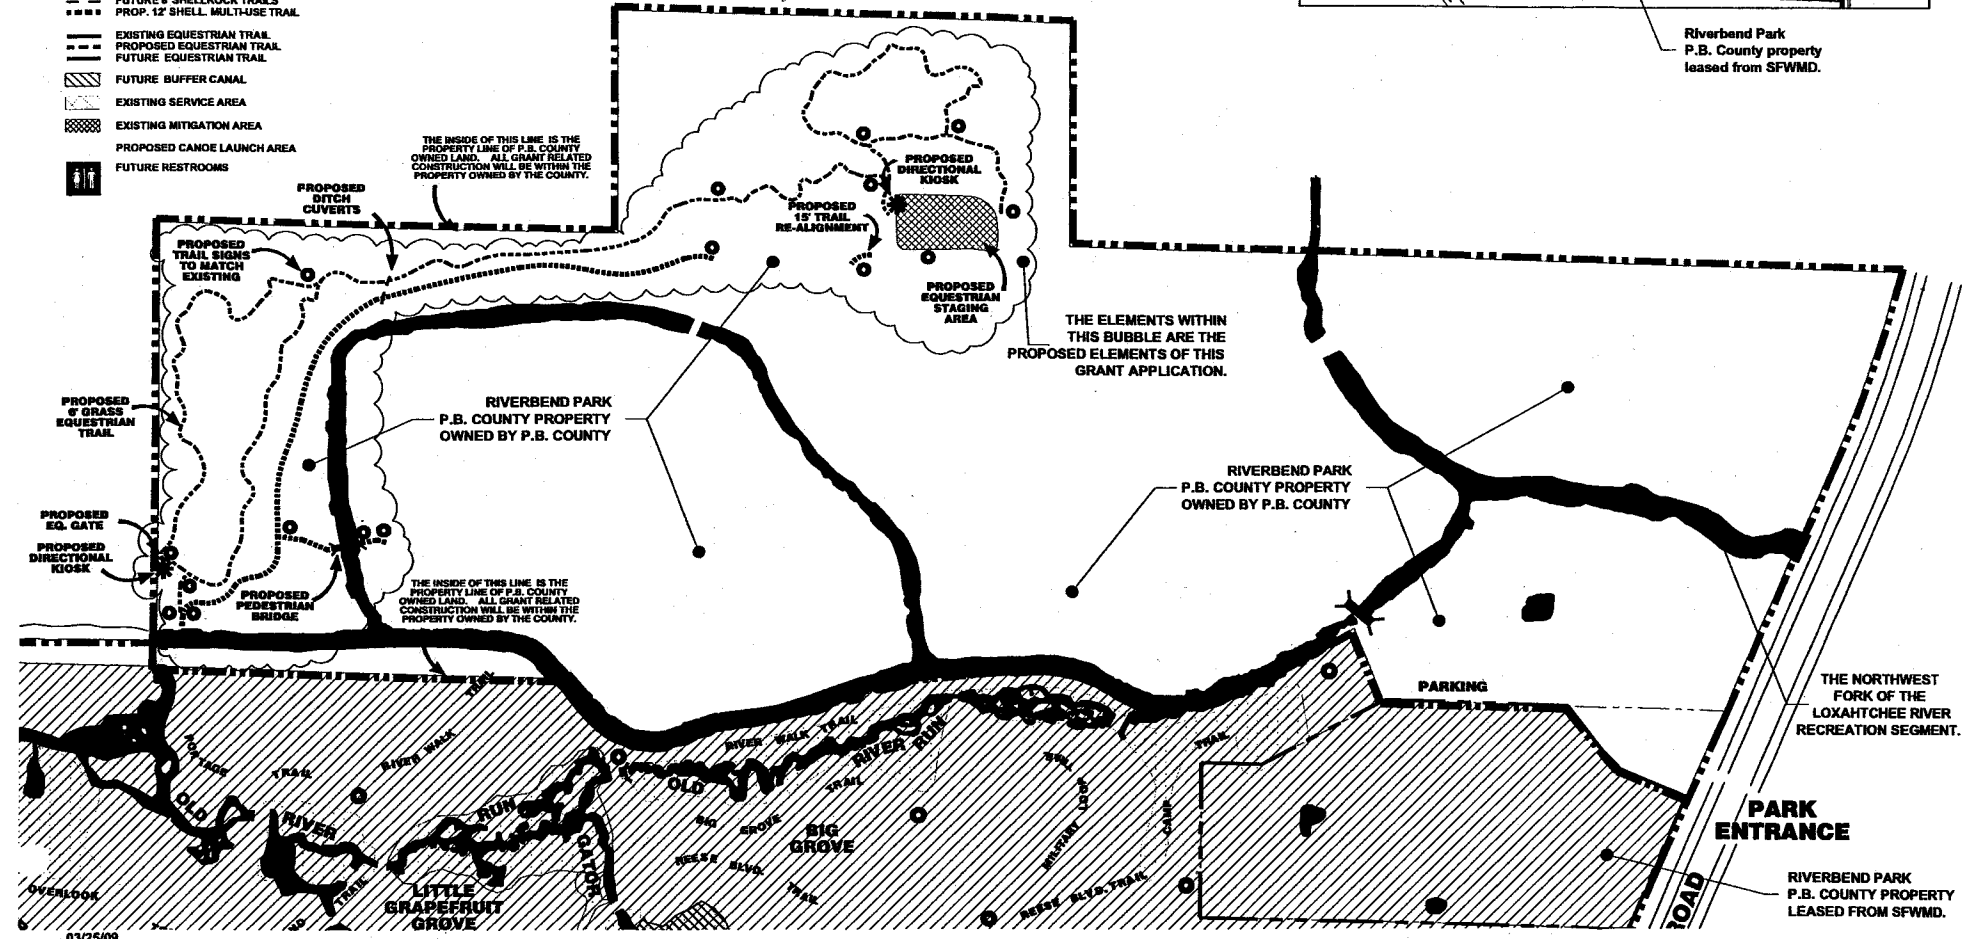 FUTURE 8' SHELLROCK TRAILS
PROP. 12' SHELL. MULTI-USE TRAIL
EXISTING EQUESTRIAN TRAIL
PROPOSED EQUESTRIAN TRAIL
FUTURE EQUESTRIAN TRAIL
FUTURE BUFFER CANAL
EXISTING SERVICE AREA
EXISTING MITIGATION AREA
PROPOSED CANOE LAUNCH AREA
FUTURE RESTROOMS
Riverbend Park
P.B. County property
leased from SFWMD.
THE INSIDE OF THIS LINE IS THE
PROPERTY LINE OF P.B. COUNTY
OWNED LAND. ALL GRANT RELATED
CONSTRUCTION WILL BE WITHIN THE
PROPERTY OWNED BY THE COUNTY.
PROPOSED
DITCH
CUVERTS
PROPOSED
TRAIL SIGNS
TO MATCH
EXISTING
PROPOSED
DIRECTIONAL
KIOSK
PROPOSED
15' TRAIL
RE-ALIGNMENT
PROPOSED
EQUESTRIAN
STAGING
AREA
THE ELEMENTS WITHIN
THIS BUBBLE ARE THE
PROPOSED ELEMENTS OF THIS
GRANT APPLICATION.
PROPOSED
6' GRASS
EQUESTRIAN
TRAIL
RIVERBEND PARK
P.B. COUNTY PROPERTY
OWNED BY P.B. COUNTY
RIVERBEND PARK
P.B. COUNTY PROPERTY
OWNED BY P.B. COUNTY
PROPOSED
EQ. GATE
PROPOSED
DIRECTIONAL
KIOSK
PROPOSED
PEDESTRIAN
BRIDGE
THE INSIDE OF THIS LINE IS THE
PROPERTY LINE OF P.B. COUNTY
OWNED LAND. ALL GRANT RELATED
CONSTRUCTION WILL BE WITHIN THE
PROPERTY OWNED BY THE COUNTY.
TRAIL
PARKING
THE NORTHWEST
FORK OF THE
LOXAHTCHEE RIVER
RECREATION SEGMENT.
PORTAGE
TRAIL
RIVER WALK
RIVER WALK TRAIL
OLD
RIVER
RUN
TRAIL
TRAIL
OLD
RIVER
RUN
GATOR
BIG GROVE
BIG
GROVE
REESE BLVD.
TRAIL
MILITARY LOOP
CAMP
REESE BLVD. TRAIL
PARK
ENTRANCE
OVERLOOK
TRAIL
LITTLE
GRAPEFRUIT
GROVE
RIVERBEND PARK
P.B. COUNTY PROPERTY
LEASED FROM SFWMD.
ROAD
03/25/09